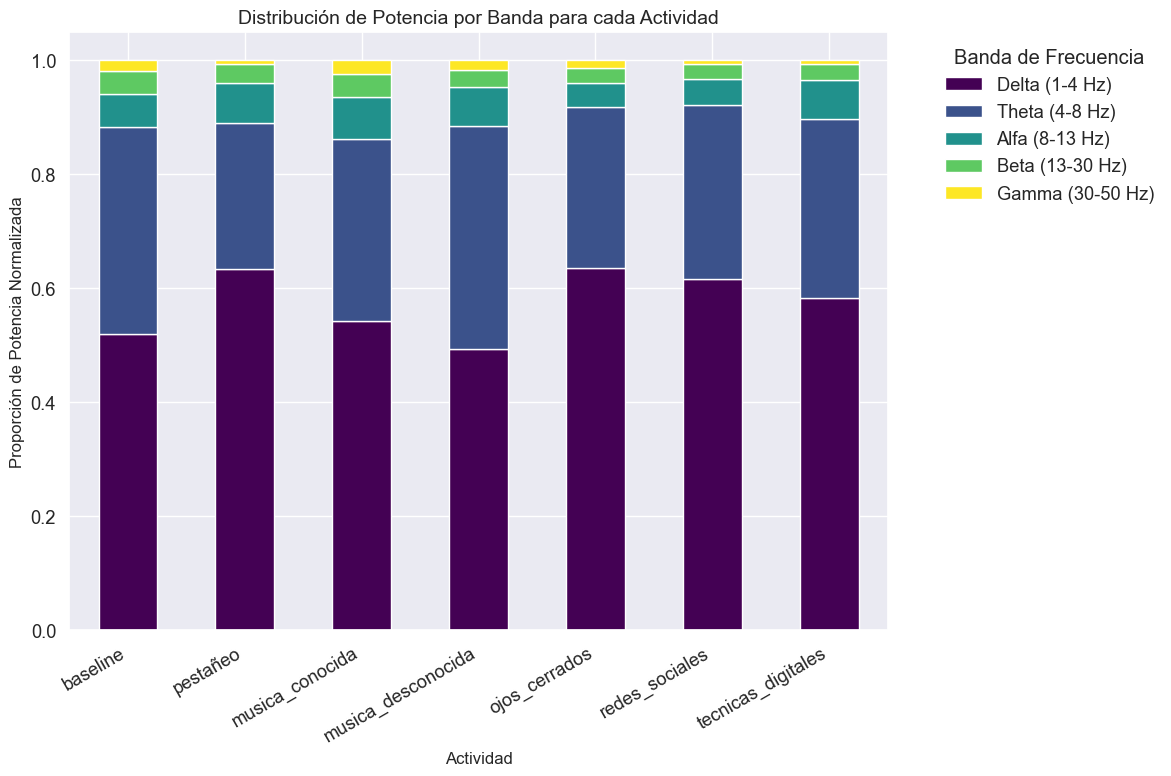 Distribución de Potencia por Banda para cada Actividad
Proporción de Potencia Normalizada
1.0
0.8
0.6
0.4
0.2
0.0
baseline
pestañeo
musica_conocida
musica_desconocida
ojos_cerrados
redes_sociales
tecnicas_digitales
Actividad
Banda de Frecuencia
Delta (1-4 Hz)
Theta (4-8 Hz)
Alfa (8-13 Hz)
Beta (13-30 Hz)
Gamma (30-50 Hz)